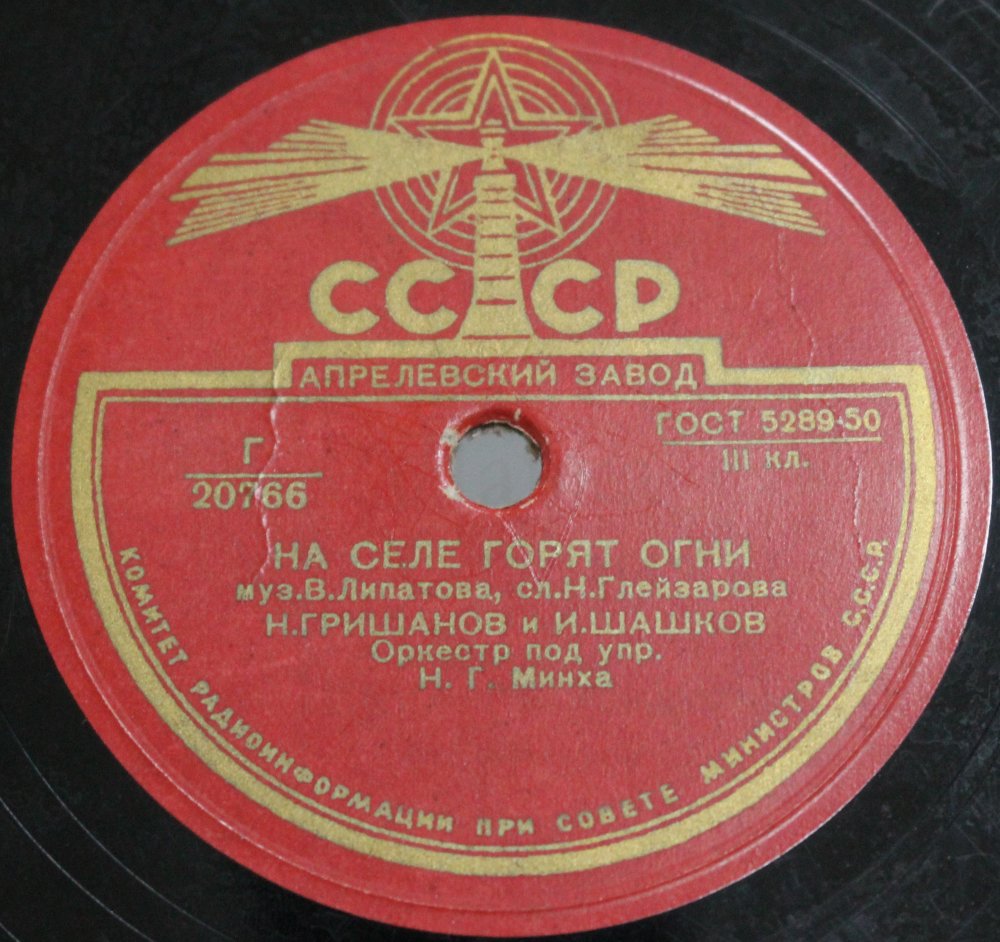 СССР
АПРЕЛЕВСКИЙ ЗАВОД
Г
20766
ГОСТ 5289-50
III кл.
НА СЕЛЕ ГОРЯТ ОГНИ
муз.В.Липатова, сл.Н.Глейзарова
Н.ГРИШАНОВ и И.ШАШКОВ
Оркестр под упр.
Н. Г. Минха
КОМИТЕТ РАДИОИНФОРМАЦИИ ПРИ СОВЕТЕ МИНИСТРОВ С.С.С.Р.